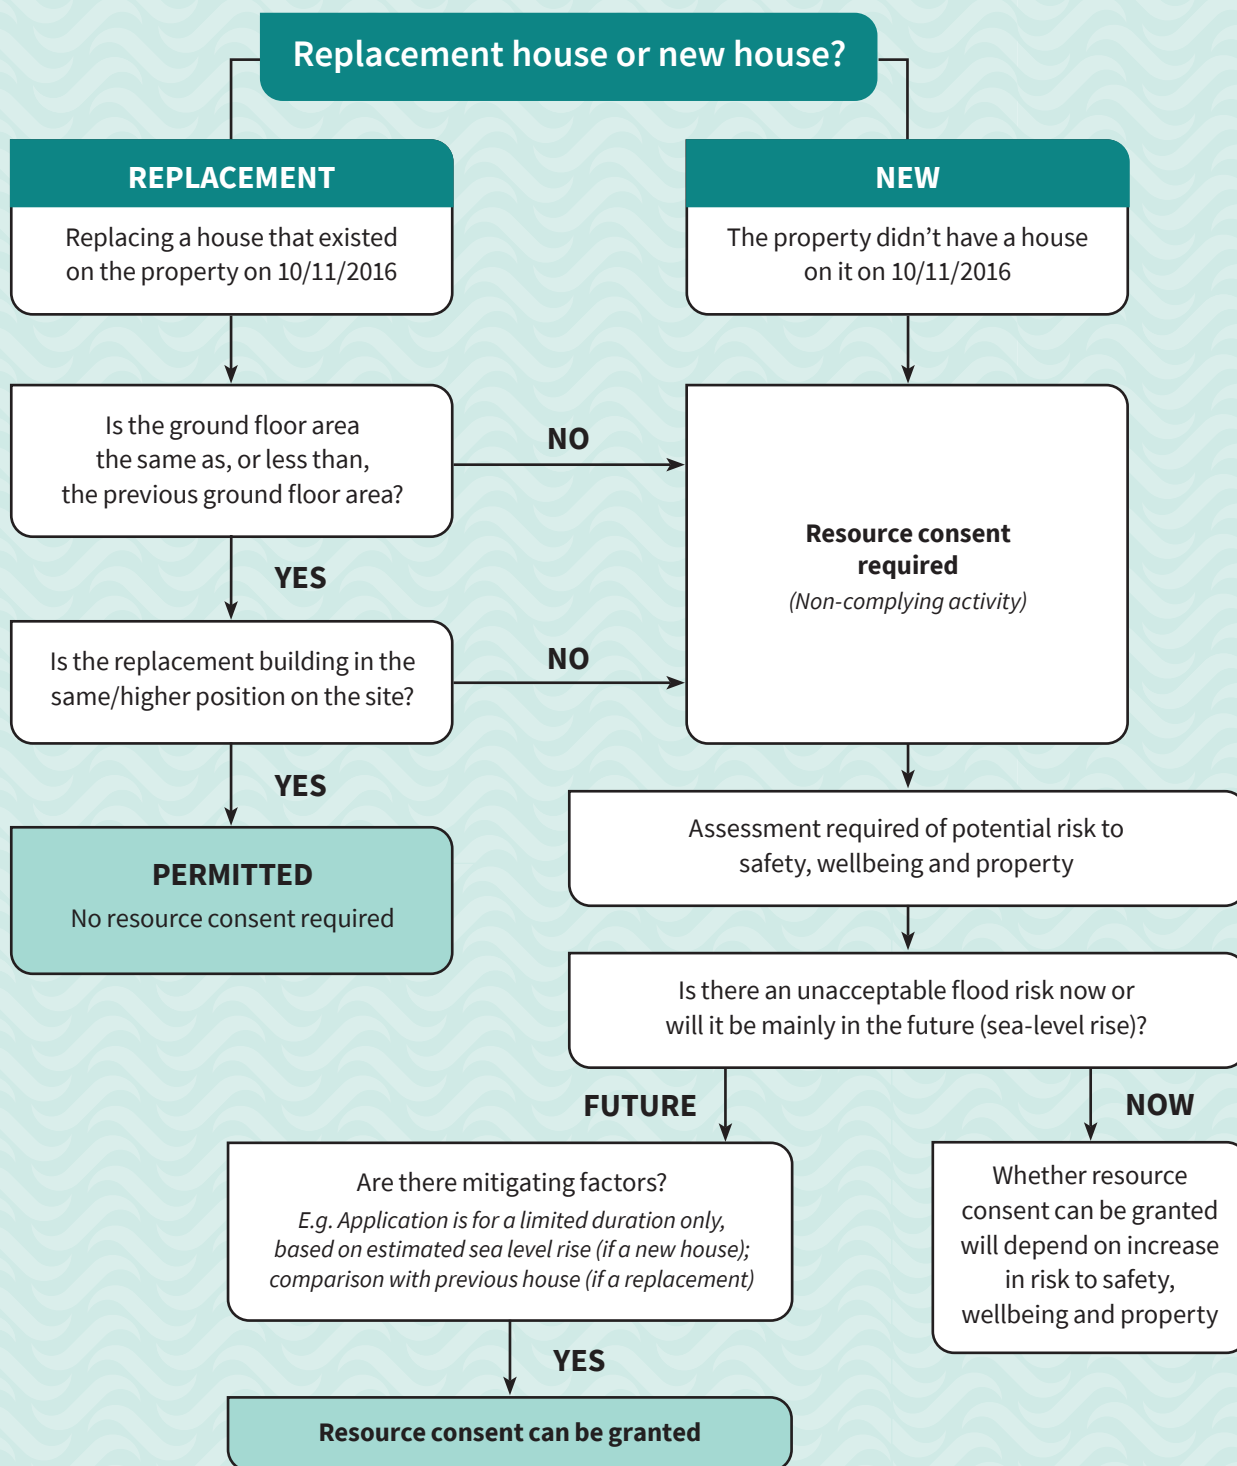 Replacement house or new house?
REPLACEMENT
Replacing a house that existed
on the property on 10/11/2016
NEW
The property didn’t have a house
on it on 10/11/2016
Is the ground floor area
the same as, or less than,
the previous ground floor area?
NO
YES
Is the replacement building in the
same/higher position on the site?
NO
YES
PERMITTED
No resource consent required
Resource consent
required
(Non-complying activity)
Assessment required of potential risk to
safety, wellbeing and property
Is there an unacceptable flood risk now or
will it be mainly in the future (sea-level rise)?
FUTURE
NOW
Are there mitigating factors?
E.g. Application is for a limited duration only,
based on estimated sea level rise (if a new house);
comparison with previous house (if a replacement)
YES
Resource consent can be granted
Whether resource
consent can be granted
will depend on increase
in risk to safety,
wellbeing and property